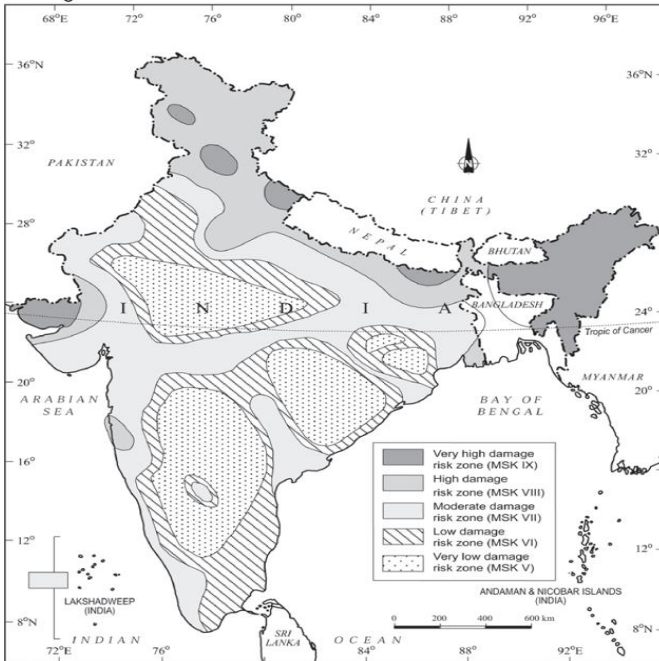 68°E 72° 76° 80° 84° 88° 92° 96°E
36°N
36°N
32°
32°
PAKISTAN
CHINA
(TIBET)
28°
28°
NEPAL
BHUTAN
INDIA
BANGLADESH
24°
24°
Tropic of Cancer
MYANMAR
20°
20°
ARABIAN
SEA
BAY OF
BENGAL
16°
16°
Very high damage
risk zone (MSK IX)
High damage
risk zone (MSK VIII)
Moderate damage
risk zone (MSK VII)
Low damage
risk zone (MSK VI)
Very low damage
risk zone (MSK V)
12°
12°
LAKSHADWEEP
(INDIA)
ANDAMAN & NICOBAR ISLANDS
(INDIA)
0 200 400 600 km
8°N
8°N
SRI
LANKA
INDIAN OCEAN
72°E 76° 80° 84° 88° 92°E